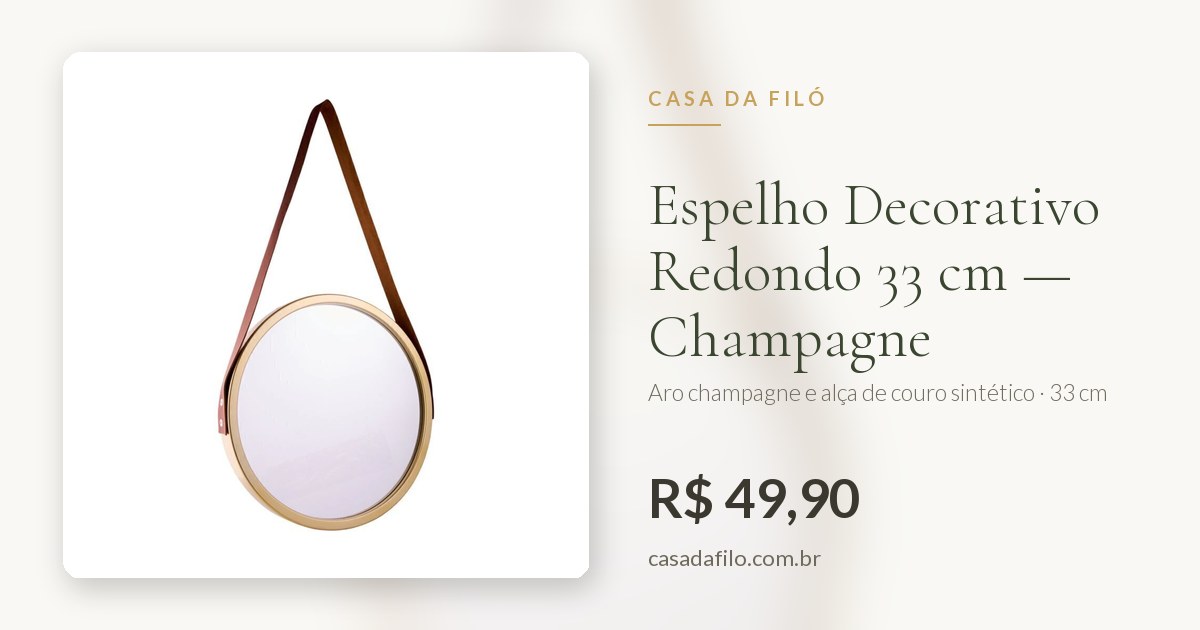 CASA DA FILÓ
Espelho Decorativo
Redondo 33 cm —
Champagne
Aro champagne e alça de couro sintético · 33 cm
R$ 49,90
casadafilo.com.br